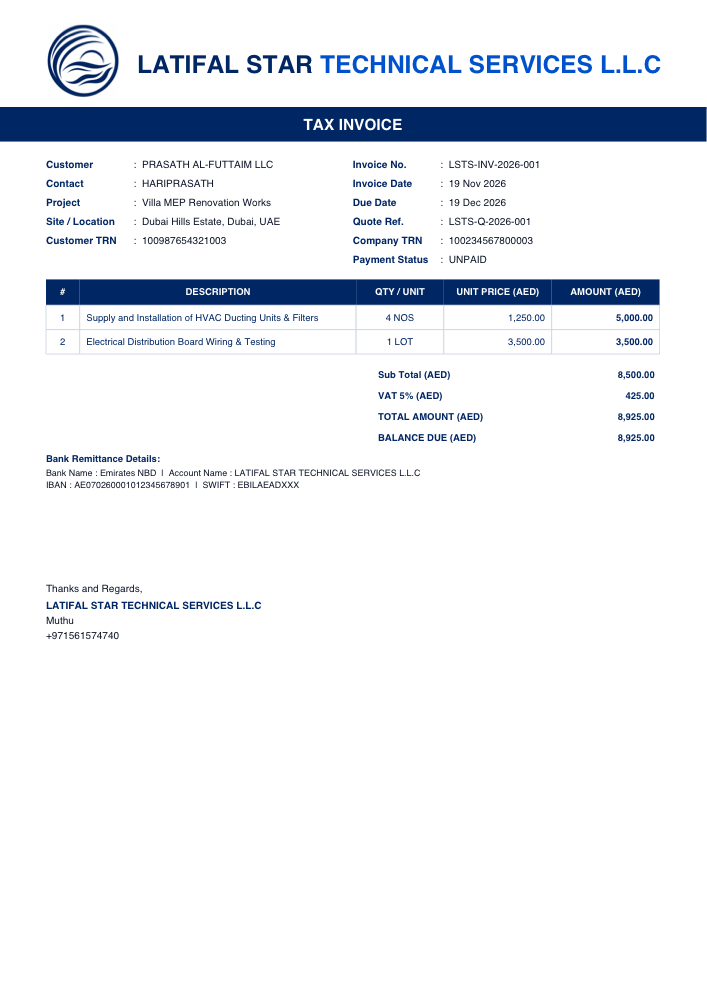 LATIFAL STAR TECHNICAL SERVICES L.L.C
TAX INVOICE
Customer : PRASATH AL-FUTTAIM LLC
Contact : HARIPRASATH
Project : Villa MEP Renovation Works
Site / Location : Dubai Hills Estate, Dubai, UAE
Customer TRN : 100987654321003
Invoice No. : LSTS-INV-2026-001
Invoice Date : 19 Nov 2026
Due Date : 19 Dec 2026
Quote Ref. : LSTS-Q-2026-001
Company TRN : 100234567800003
Payment Status : UNPAID
# DESCRIPTION QTY / UNIT UNIT PRICE (AED) AMOUNT (AED)
1 Supply and Installation of HVAC Ducting Units & Filters 4 NOS 1,250.00 5,000.00
2 Electrical Distribution Board Wiring & Testing 1 LOT 3,500.00 3,500.00
Sub Total (AED) 8,500.00
VAT 5% (AED) 425.00
TOTAL AMOUNT (AED) 8,925.00
BALANCE DUE (AED) 8,925.00
Bank Remittance Details:
Bank Name : Emirates NBD | Account Name : LATIFAL STAR TECHNICAL SERVICES L.L.C
IBAN : AE070260001012345678901 | SWIFT : EBILAEADXXX
Thanks and Regards,
LATIFAL STAR TECHNICAL SERVICES L.L.C
Muthu
+971561574740